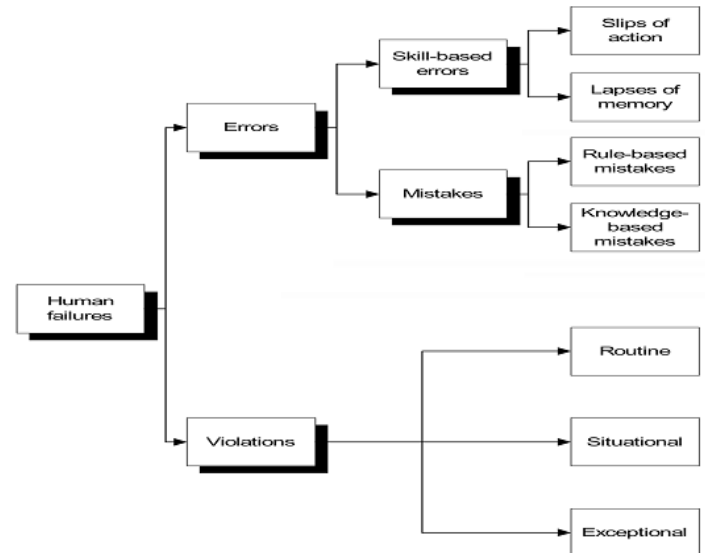 Slips of
action
Skill-based
errors
Lapses of
memory
Errors
Rule-based
mistakes
Mistakes
Knowledge-
based
mistakes
Human
failures
Routine
Violations
Situational
Exceptional